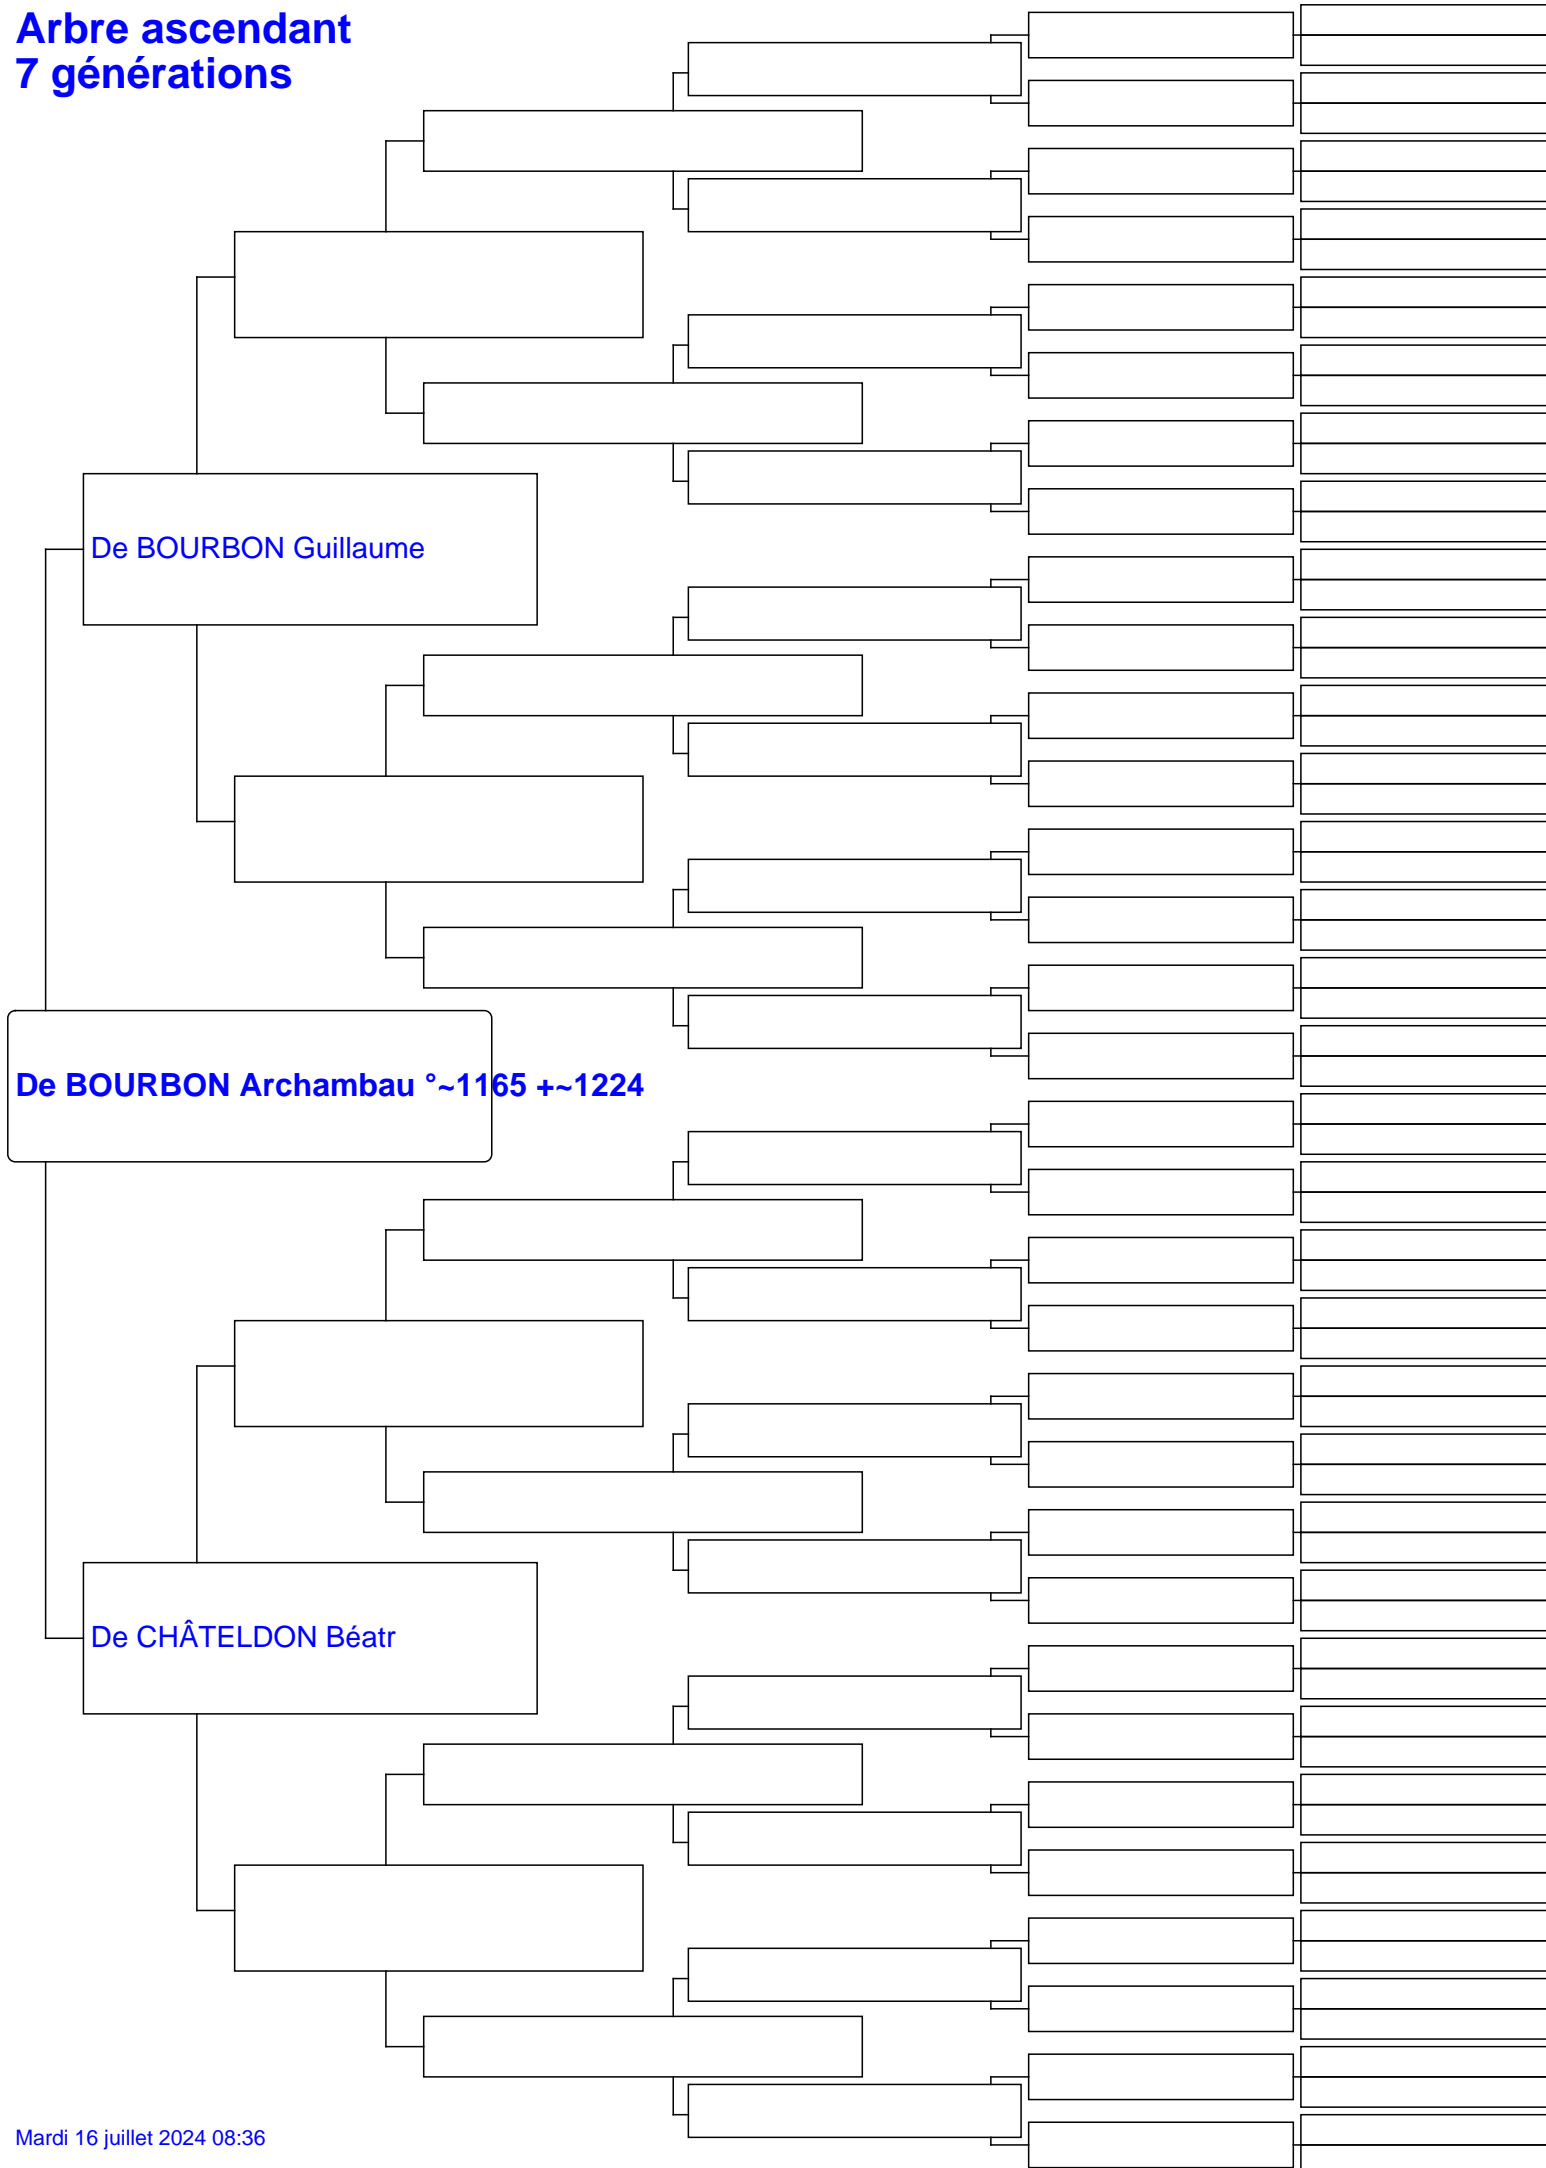 Arbre ascendant
7 générations
De BOURBON Guillaume
De BOURBON Archambau °~1165 +~1224
De CHÂTELDON Béatr
Mardi 16 juillet 2024 08:36